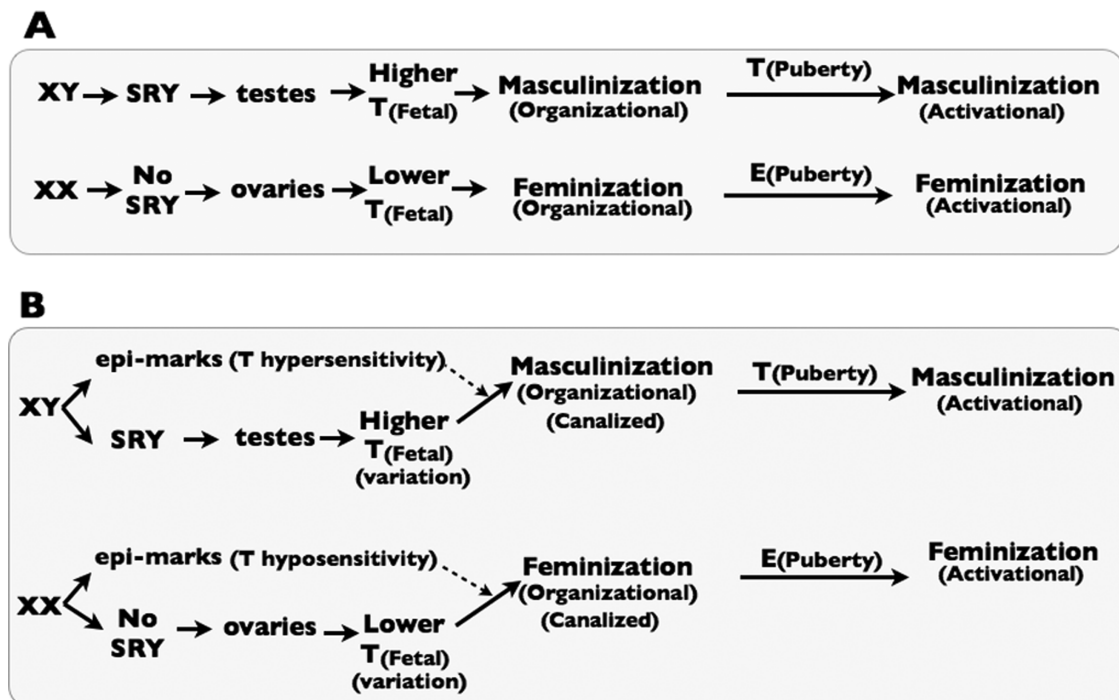 A
XY SRY testes Higher T(Fetal) Masculinization (Organizational) T(Puberty) Masculinization (Activational)
XX No SRY ovaries Lower T(Fetal) Feminization (Organizational) E(Puberty) Feminization (Activational)
B
epi-marks (T hypersensitivity)
XY SRY testes Higher T(Fetal) (variation)
Masculinization (Organizational) (Canalized)
T(Puberty)
Masculinization (Activational)
epi-marks (T hyposensitivity)
XX No SRY ovaries Lower T(Fetal) (variation)
Feminization (Organizational) (Canalized)
E(Puberty)
Feminization (Activational)